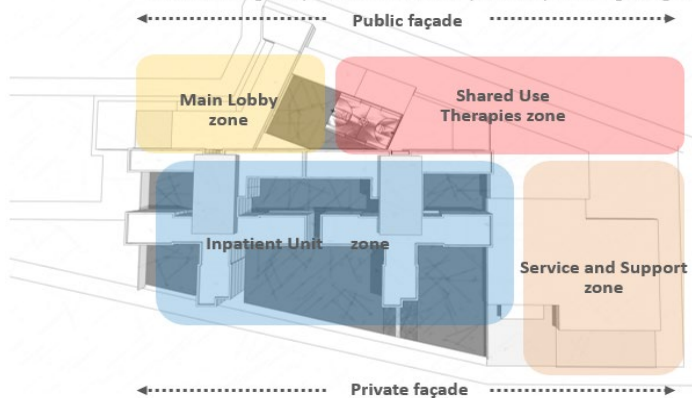 Public façade
Main Lobby
zone
Shared Use
Therapies zone
Inpatient Unit zone
Service and Support
zone
Private façade